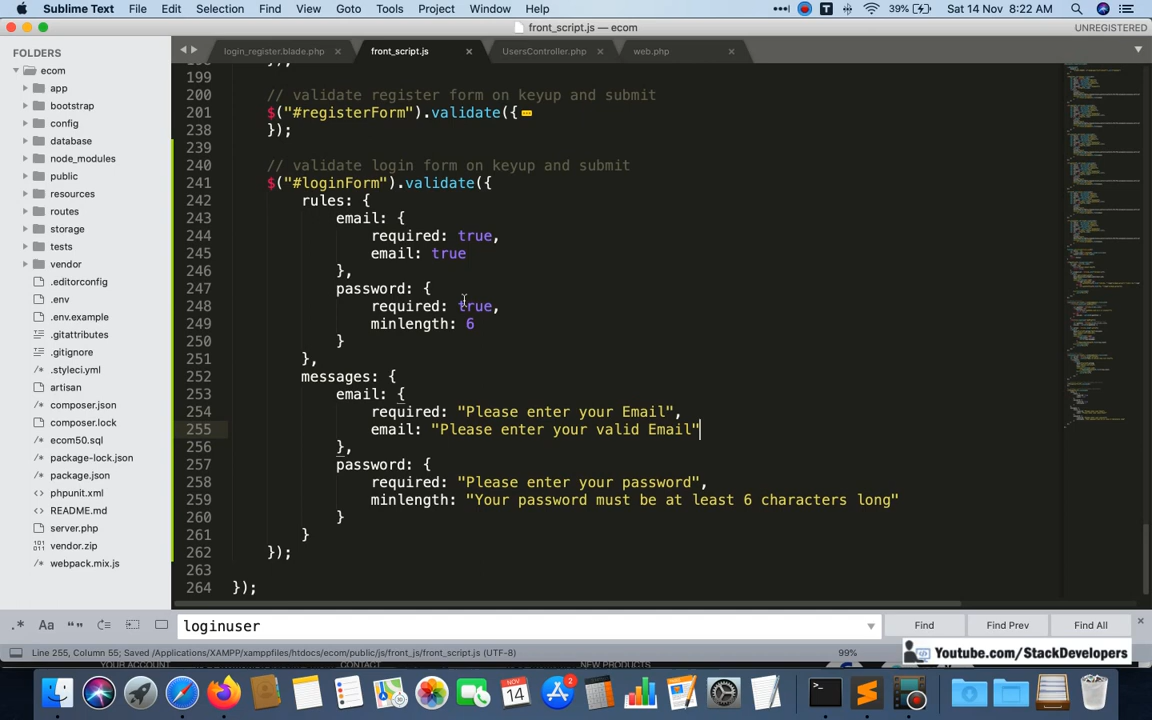 Sublime Text File Edit Selection Find View Goto Tools Project Window Help 39% Sat 14 Nov 8:22 AM
front_script.js — ecom UNREGISTERED
FOLDERS
ecom
app
bootstrap
config
database
node_modules
public
resources
routes
storage
tests
vendor
.editorconfig
.env
.env.example
.gitattributes
.gitignore
.styleci.yml
artisan
composer.json
composer.lock
ecom50.sql
package-lock.json
package.json
phpunit.xml
README.md
server.php
vendor.zip
webpack.mix.js
login_register.blade.php front_script.js UsersController.php web.php
199
200 // validate register form on keyup and submit
201 $("#registerForm").validate({
238 });
239
240 // validate login form on keyup and submit
241 $("#loginForm").validate({
242 rules: {
243 email: {
244 required: true,
245 email: true
246 },
247 password: {
248 required: true,
249 minlength: 6
250 }
251 },
252 messages: {
253 email: {
254 required: "Please enter your Email",
255 email: "Please enter your valid Email"
256 },
257 password: {
258 required: "Please enter your password",
259 minlength: "Your password must be at least 6 characters long"
260 }
261 }
262 });
263
264 });
.* Aa loginuser Find Find Prev Find All
Line 255, Column 55; Saved /Applications/XAMPP/xamppfiles/htdocs/ecom/public/js/front_js/front_script.js (UTF-8) 99%
Youtube.com/StackDevelopers
YOUR ACCOUNT CONTACT NEW PRODUCTS
NOV
14
2